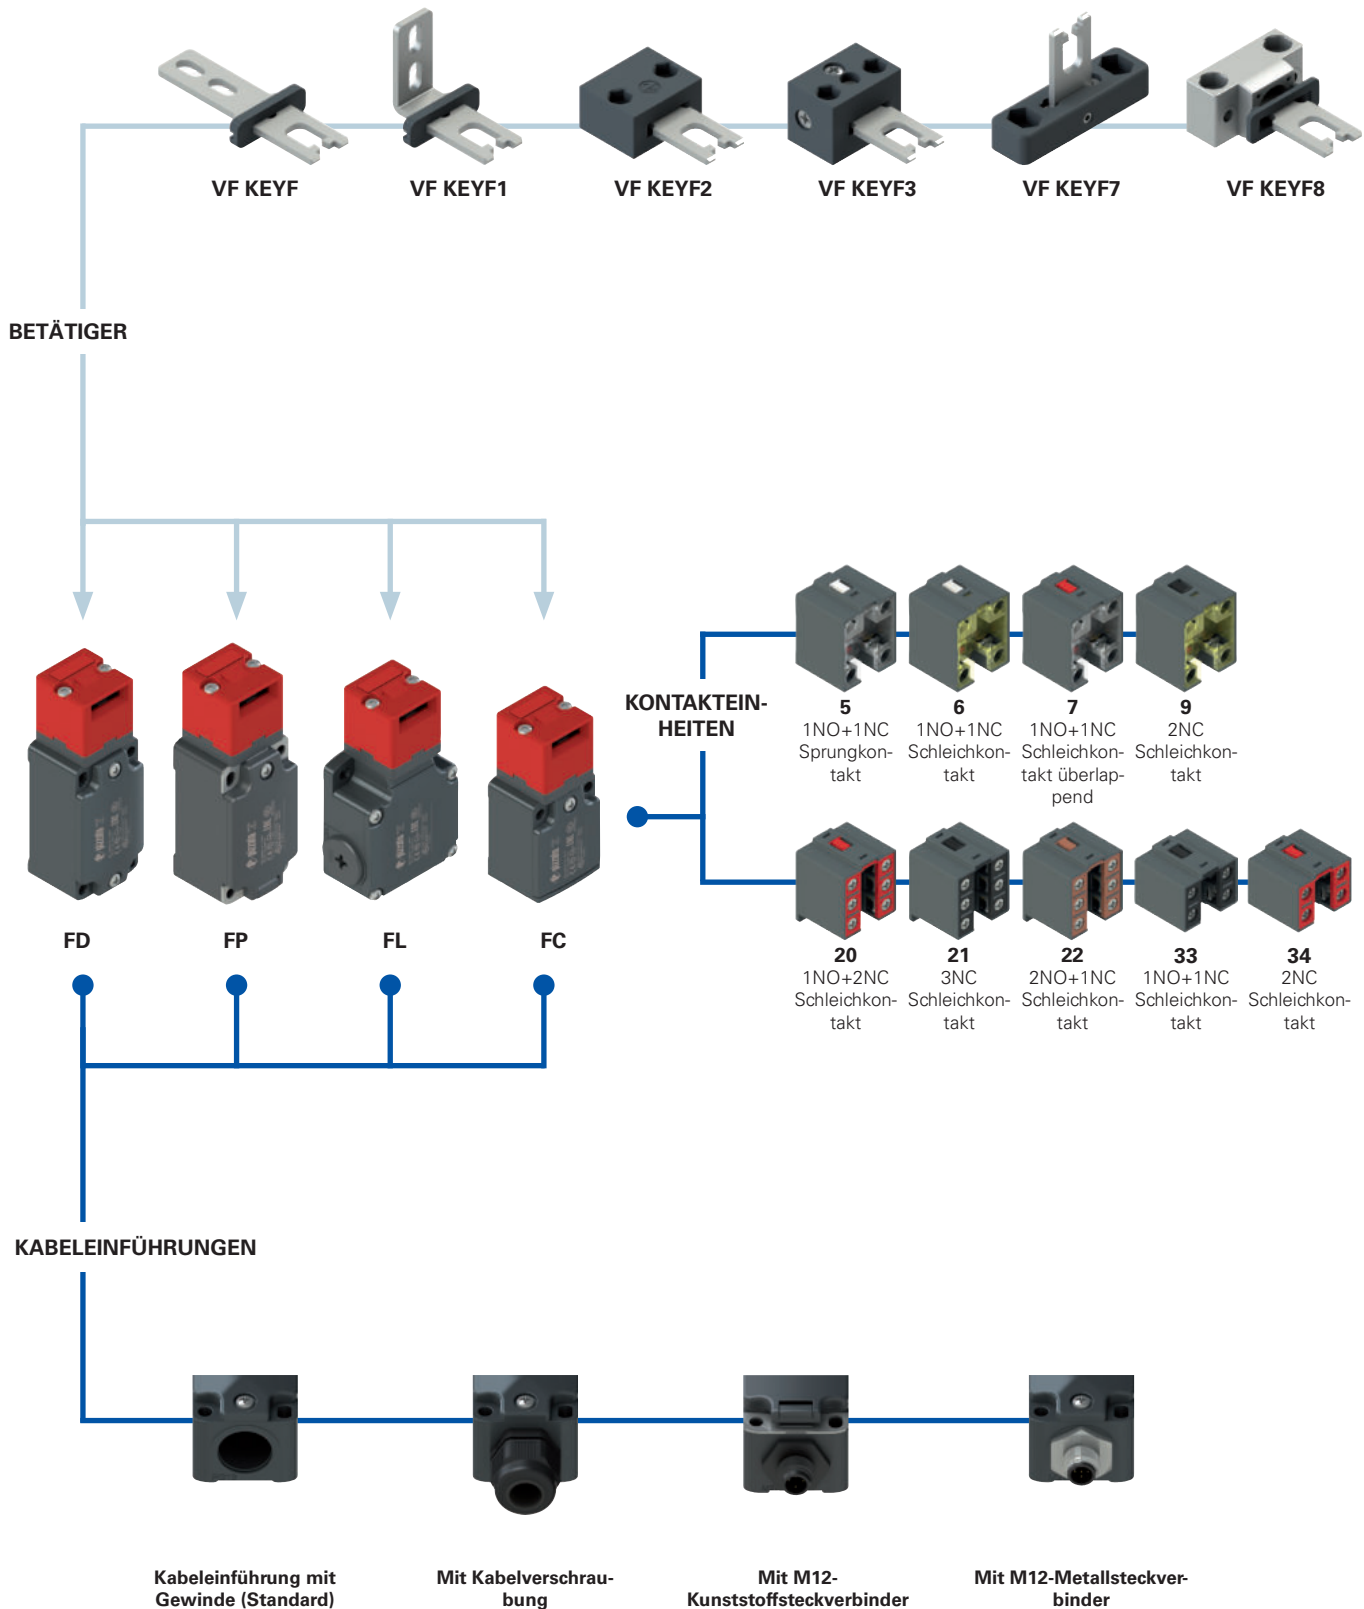 VF KEYF
VF KEYF1
VF KEYF2
VF KEYF3
VF KEYF7
VF KEYF8
BETÄTIGER
KONTAKTEIN-
HEITEN
5
1NO+1NC
Sprungkon-
takt
6
1NO+1NC
Schleichkon-
takt
7
1NO+1NC
Schleichkon-
takt überlap-
pend
9
2NC
Schleichkon-
takt
20
1NO+2NC
Schleichkon-
takt
21
3NC
Schleichkon-
takt
22
2NO+1NC
Schleichkon-
takt
33
1NO+1NC
Schleichkon-
takt
34
2NC
Schleichkon-
takt
FD
FP
FL
FC
KABELEINFÜHRUNGEN
Kabeleinführung mit
Gewinde (Standard)
Mit Kabelverschrau-
bung
Mit M12-
Kunststoffsteckverbinder
Mit M12-Metallsteckver-
binder